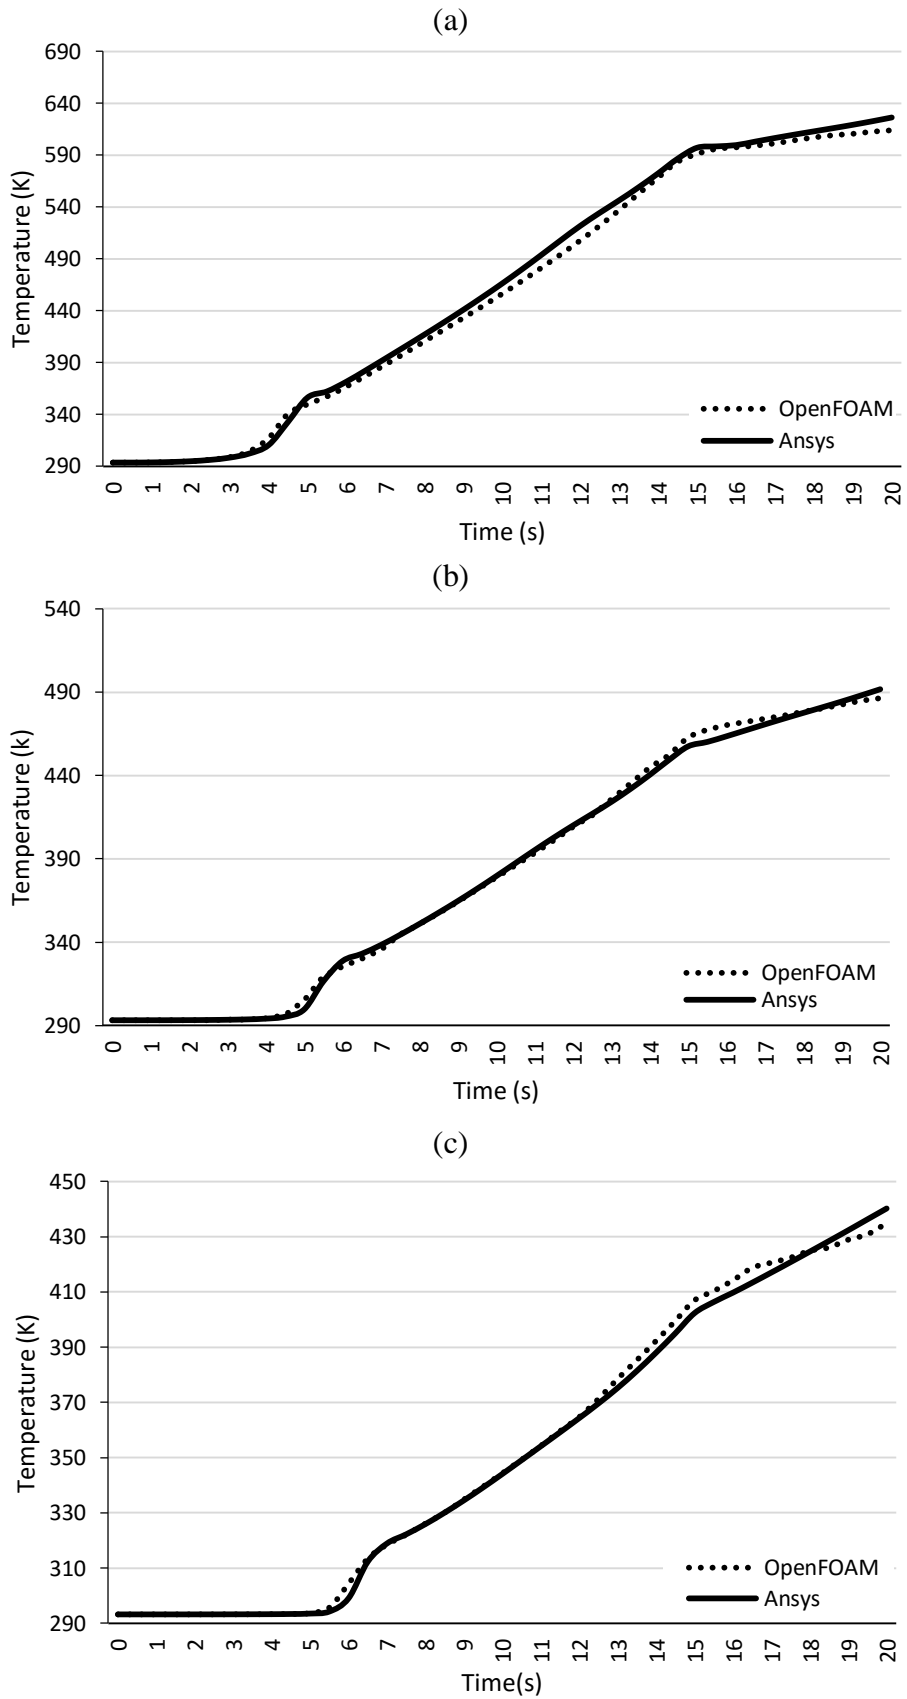 (a)
690
640
590
540
490
440
390
340
290
Temperature (K)
OpenFOAM
Ansys
0 1 2 3 4 5 6 7 8 9 10 11 12 13 14 15 16 17 18 19 20
Time (s)
(b)
540
490
440
390
340
290
Temperature (k)
OpenFOAM
Ansys
0 1 2 3 4 5 6 7 8 9 10 11 12 13 14 15 16 17 18 19 20
Time (s)
(c)
450
430
410
390
370
350
330
310
290
Temperature (K)
OpenFOAM
Ansys
0 1 2 3 4 5 6 7 8 9 10 11 12 13 14 15 16 17 18 19 20
Time(s)